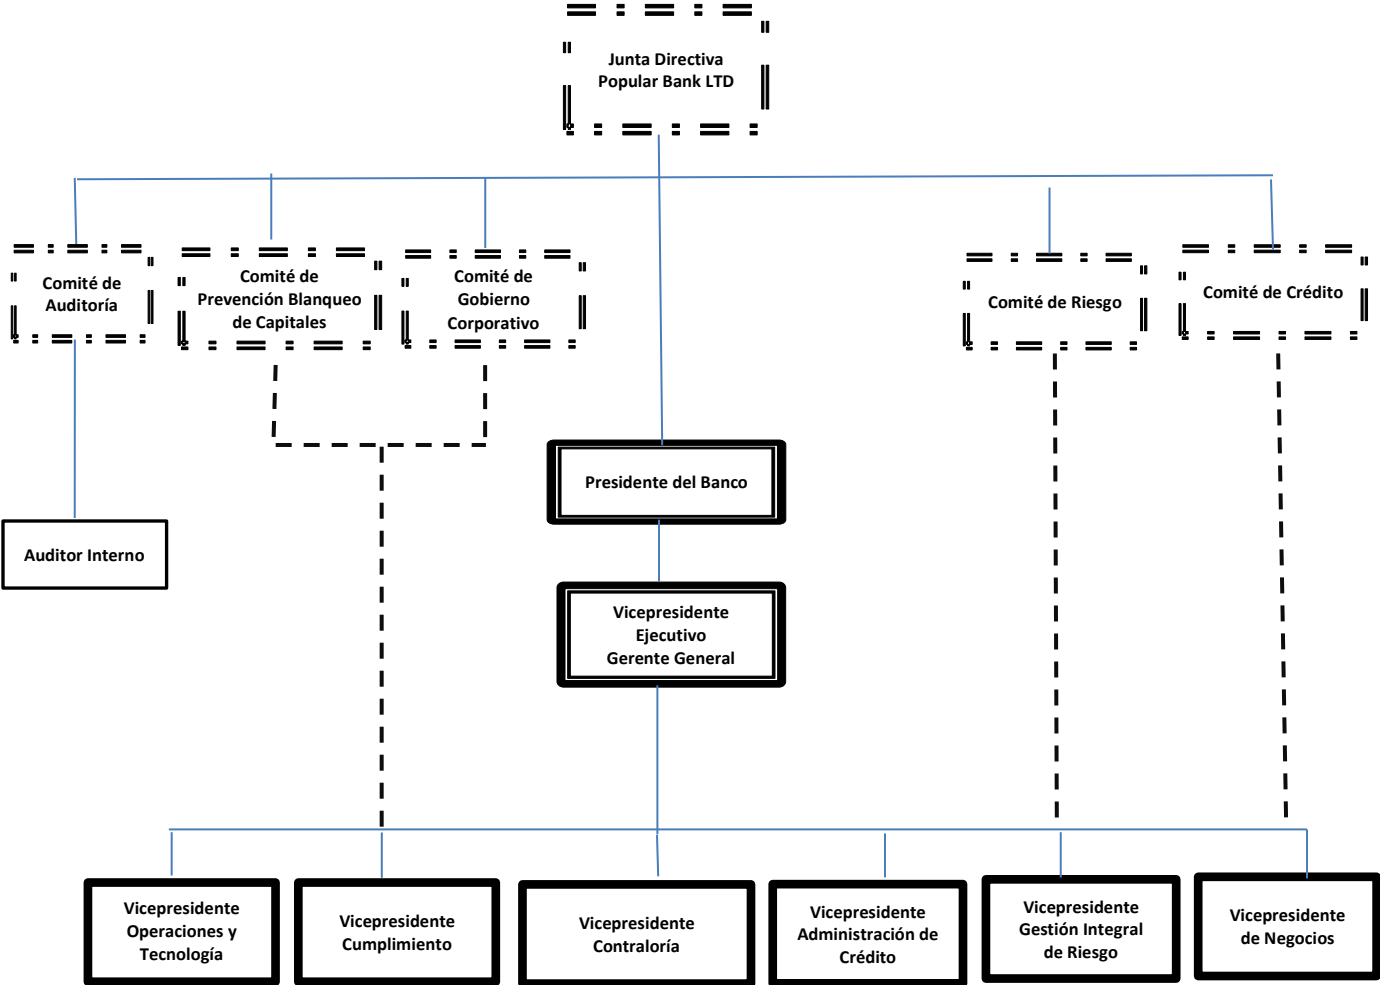 Junta Directiva
Popular Bank LTD
Comité de
Auditoría
Comité de
Prevención Blanqueo
de Capitales
Comité de
Gobierno
Corporativo
Comité de Riesgo
Comité de Crédito
Presidente del Banco
Auditor Interno
Vicepresidente
Ejecutivo
Gerente General
Vicepresidente
Operaciones y
Tecnología
Vicepresidente
Cumplimiento
Vicepresidente
Contraloría
Vicepresidente
Administración de
Crédito
Vicepresidente
Gestión Integral
de Riesgo
Vicepresidente
de Negocios